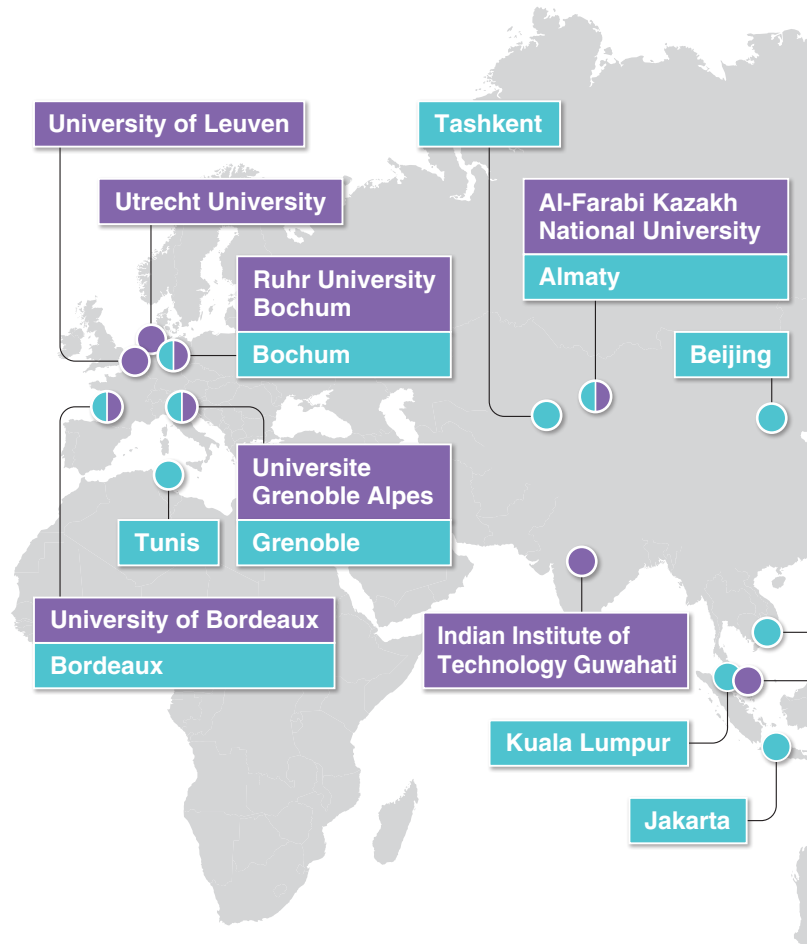 University of Leuven
Tashkent
Utrecht University
Al-Farabi Kazakh
National University
Almaty
Ruhr University
Bochum
Bochum
Beijing
Universite
Grenoble Alpes
Grenoble
Tunis
University of Bordeaux
Bordeaux
Indian Institute of
Technology Guwahati
Kuala Lumpur
Jakarta